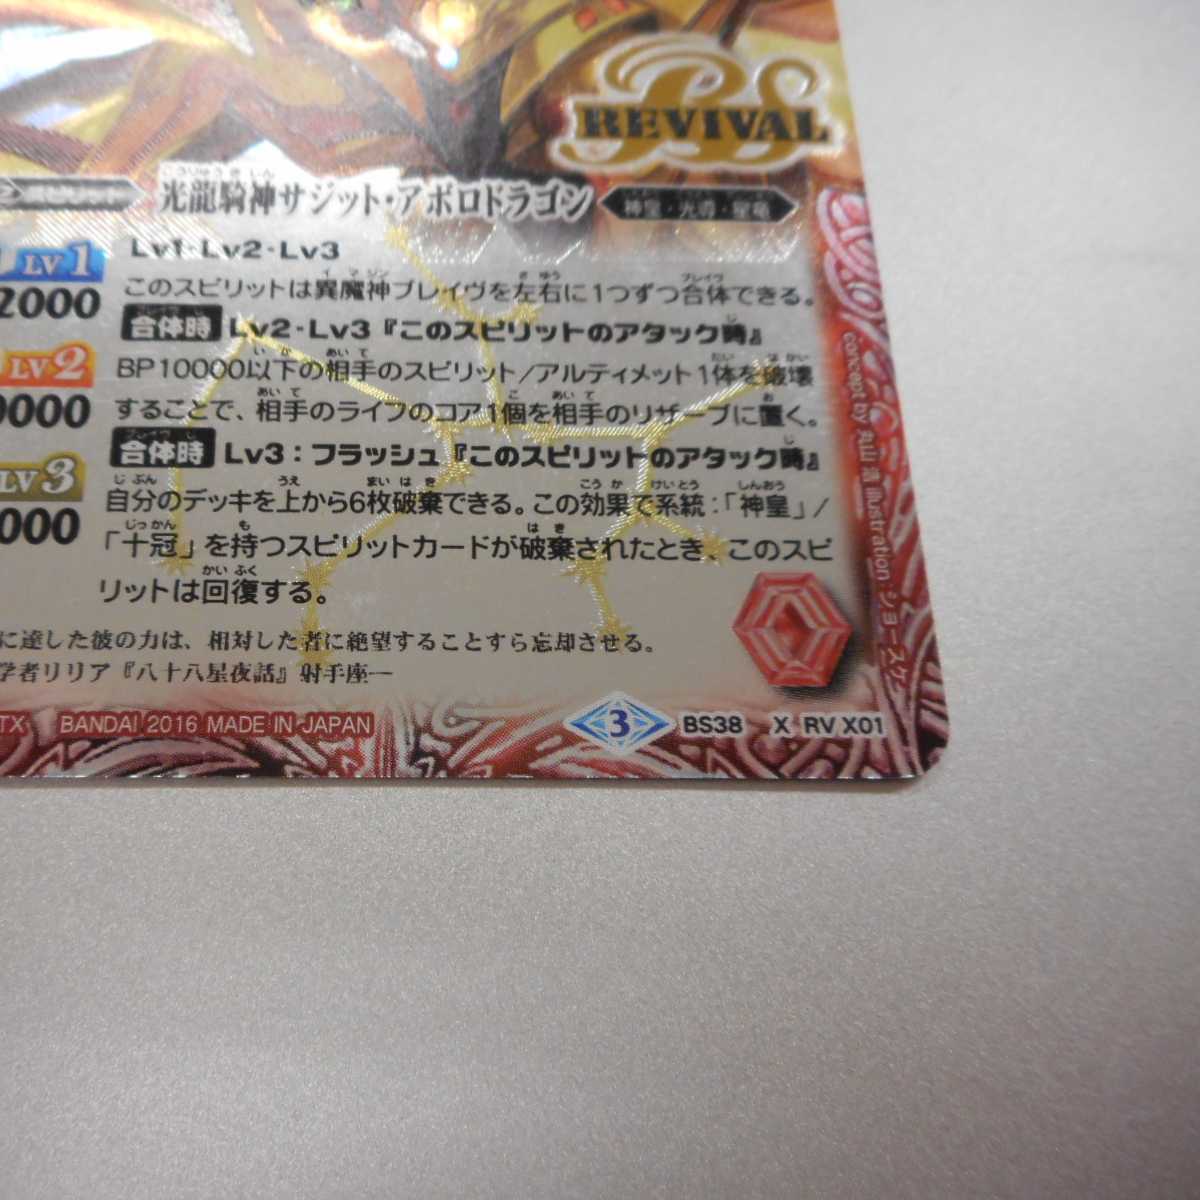 REVIVAL
光龍騎神サジット・アポロドラゴン
神皇・光導・皇竜
LV1
2000
LV2
0000
LV3
000
Lv1・Lv2・Lv3
このスピリットは異魔神ブレイヴを左右に1つずつ合体できる。
合体時 Lv2・Lv3『このスピリットのアタック時』
BP10000以下の相手のスピリット/アルティメット1体を破壊
することで、相手のライフのコア1個を相手のリザーブに置く。
合体時 Lv3：フラッシュ『このスピリットのアタック時』
自分のデッキを上から6枚破棄できる。この効果で系統：「神皇」/
「十冠」を持つスピリットカードが破棄されたとき、このスピ
リットは回復する。
に達した彼の力は、相対した者に絶望することすら忘却させる。
学者リリア『八十八星夜話』射手座―
TX BANDAI 2016 MADE IN JAPAN
3
BS38 X RV X01
concept by 丸山 浩 illustration：ショースケ